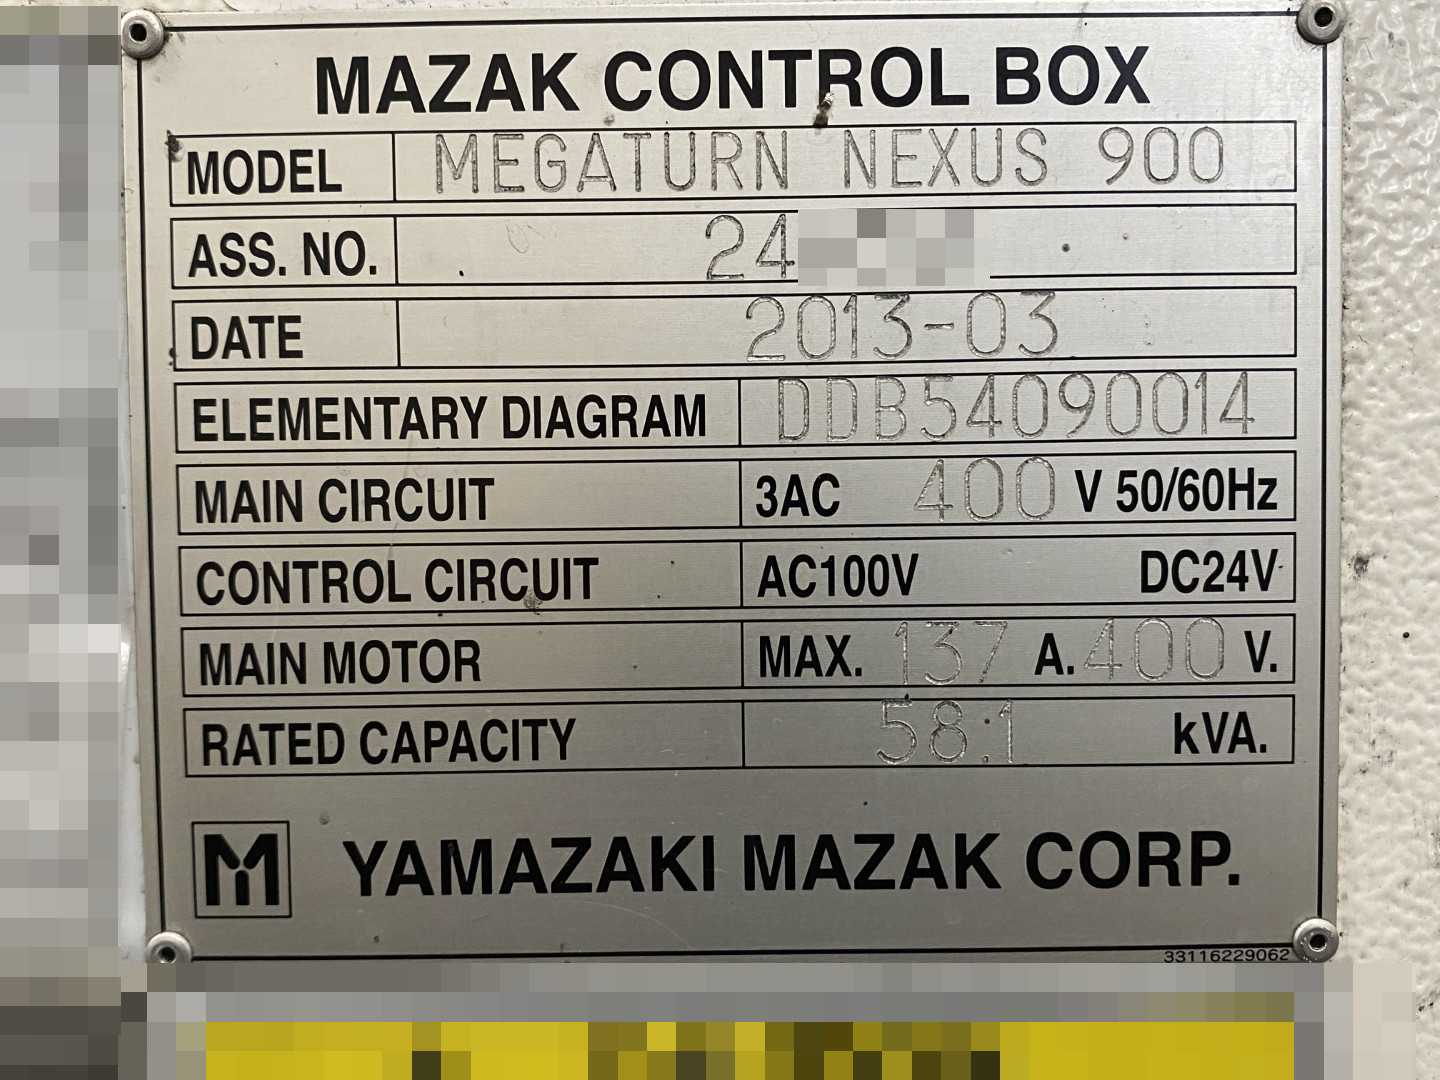 MAZAK CONTROL BOX
MODEL MEGATURN NEXUS 900
ASS. NO. 24
DATE 2013-03
ELEMENTARY DIAGRAM DDB54090014
MAIN CIRCUIT 3AC 400 V 50/60Hz
CONTROL CIRCUIT AC100V DC24V
MAIN MOTOR MAX. 137 A. 400 V.
RATED CAPACITY 58.1 kVA.
M YAMAZAKI MAZAK CORP.
33116229062